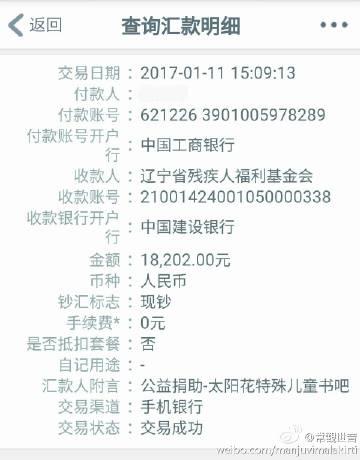 返回 查询汇款明细
交易日期：2017-01-11 15:09:13
付款人：
付款账号：621226 3901005978289
付款账号开户
行：中国工商银行
收款人：辽宁省残疾人福利基金会
收款账号：21001424001050000338
收款银行开户
行：中国建设银行
金额：18,202.00元
币种：人民币
钞汇标志：现钞
手续费*：0元
是否抵扣套餐：否
自记用途：-
汇款人附言：公益捐助-太阳花特殊儿童书吧
交易渠道：手机银行
交易状态：交易成功
@常觀世音
weibo.com/manjuvimalakirti